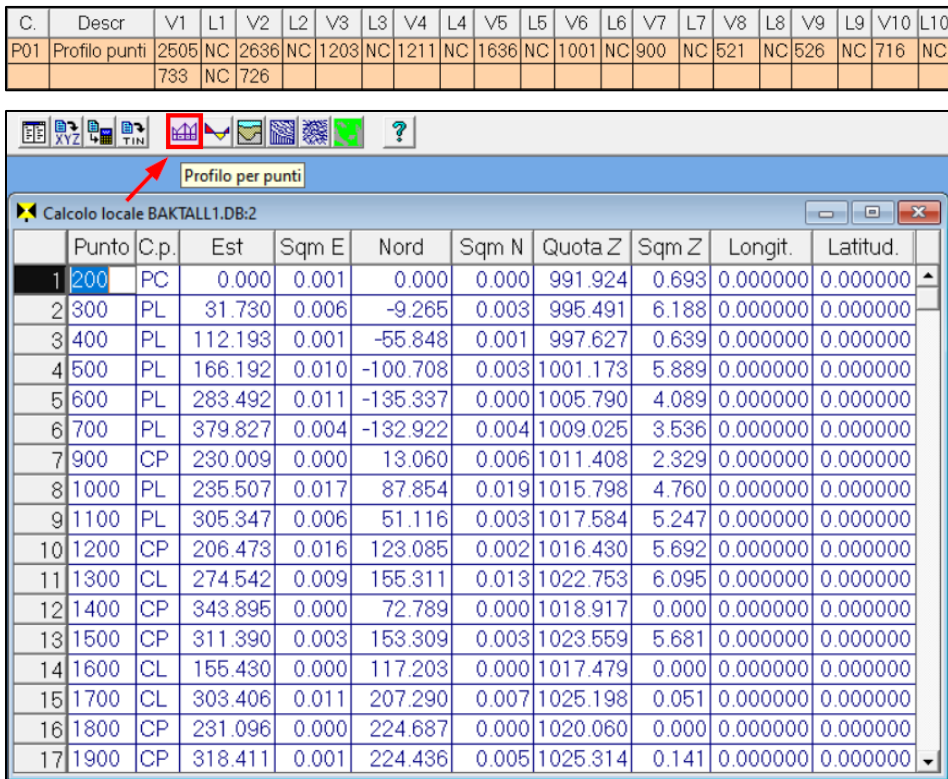 C. Descr V1 L1 V2 L2 V3 L3 V4 L4 V5 L5 V6 L6 V7 L7 V8 L8 V9 L9 V10 L10
P01 Profilo punti 2505 NC 2636 NC 1203 NC 1211 NC 1636 NC 1001 NC 900 NC 521 NC 526 NC 716 NC
733 NC 726
XYZ TIN ?
Profilo per punti
Calcolo locale BAKTALL1.DB:2
Punto C.p. Est Sqm E Nord Sqm N Quota Z Sqm Z Longit. Latitud.
1 200 PC 0.000 0.001 0.000 0.000 991.924 0.693 0.000000 0.000000
2 300 PL 31.730 0.006 -9.265 0.003 995.491 6.188 0.000000 0.000000
3 400 PL 112.193 0.001 -55.848 0.001 997.627 0.639 0.000000 0.000000
4 500 PL 166.192 0.010 -100.708 0.003 1001.173 5.889 0.000000 0.000000
5 600 PL 283.492 0.011 -135.337 0.000 1005.790 4.089 0.000000 0.000000
6 700 PL 379.827 0.004 -132.922 0.004 1009.025 3.536 0.000000 0.000000
7 900 CP 230.009 0.000 13.060 0.006 1011.408 2.329 0.000000 0.000000
8 1000 PL 235.507 0.017 87.854 0.019 1015.798 4.760 0.000000 0.000000
9 1100 PL 305.347 0.006 51.116 0.003 1017.584 5.247 0.000000 0.000000
10 1200 CP 206.473 0.016 123.085 0.002 1016.430 5.692 0.000000 0.000000
11 1300 CL 274.542 0.009 155.311 0.013 1022.753 6.095 0.000000 0.000000
12 1400 CP 343.895 0.000 72.789 0.000 1018.917 0.000 0.000000 0.000000
13 1500 CP 311.390 0.003 153.309 0.003 1023.559 5.681 0.000000 0.000000
14 1600 CL 155.430 0.000 117.203 0.000 1017.479 0.000 0.000000 0.000000
15 1700 CL 303.406 0.011 207.290 0.007 1025.198 0.051 0.000000 0.000000
16 1800 CP 231.096 0.000 224.687 0.000 1020.060 0.000 0.000000 0.000000
17 1900 CP 318.411 0.001 224.436 0.005 1025.314 0.141 0.000000 0.000000